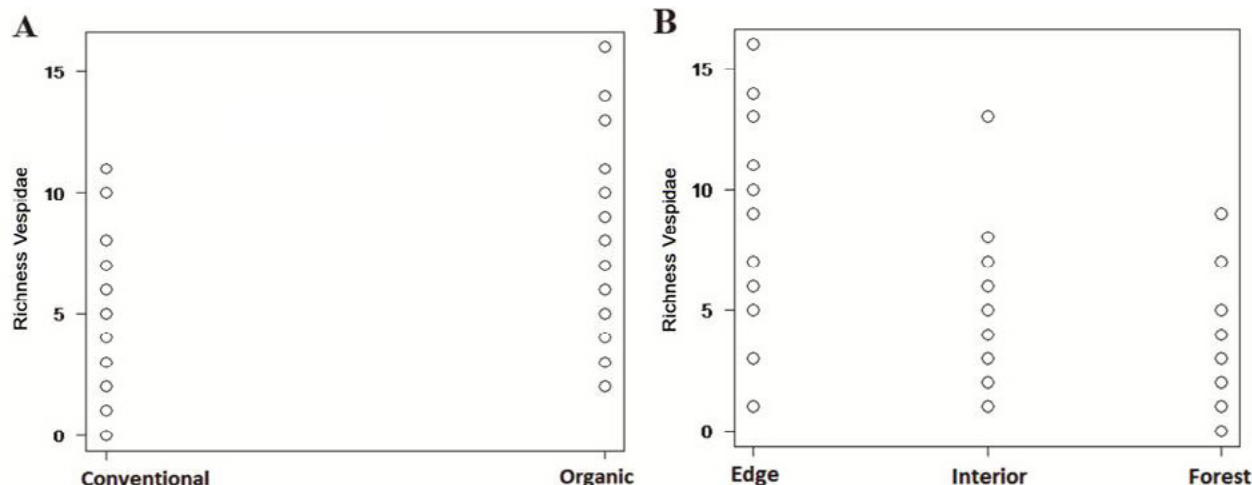 A
Richness Vespidae
15
10
5
0
Conventional Organic
B
Richness Vespidae
15
10
5
0
Edge Interior Forest